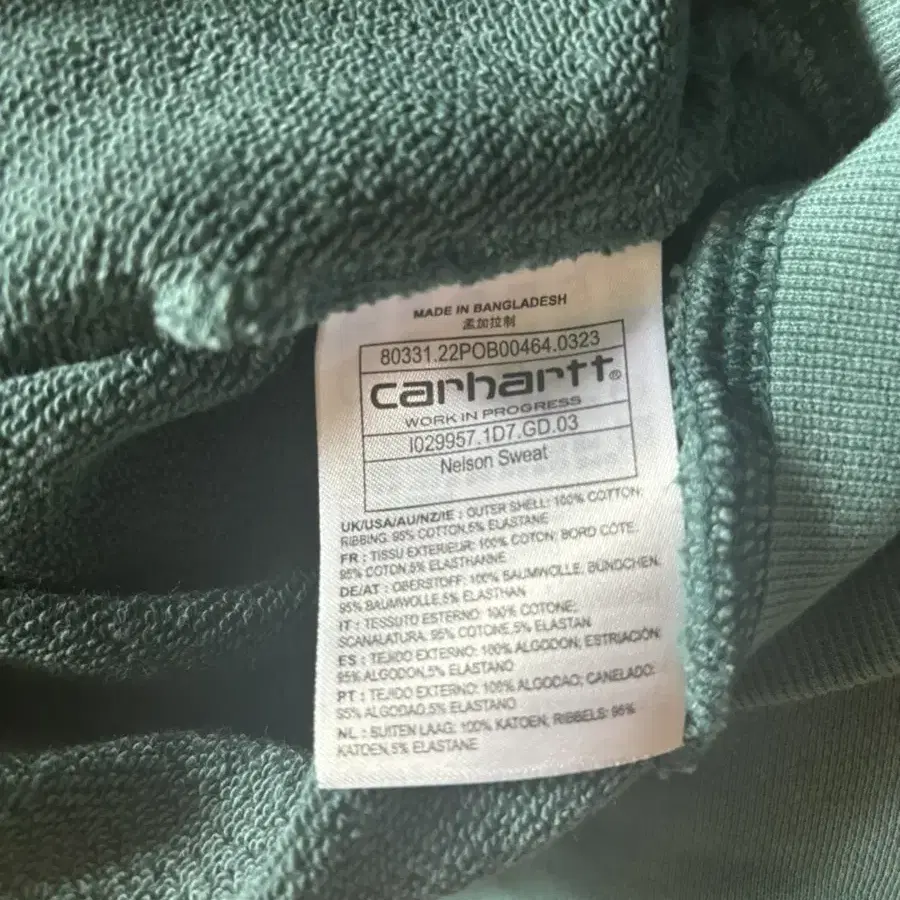 MADE IN BANGLADESH
孟加拉制
80331.22POB00464.0323
carhartt®
WORK IN PROGRESS
I029957.1D7.GD.03
Nelson Sweat
UK/USA/AU/NZ/IE : OUTER SHELL: 100% COTTON;
RIBBING: 95% COTTON,5% ELASTANE
FR : TISSU EXTERIEUR: 100% COTON; BORD COTE,
95% COTON,5% ELASTHANNE
DE/AT : OBERSTOFF: 100% BAUMWOLLE, BÜNDCHEN,
95% BAUMWOLLE,5% ELASTHAN
IT : TESSUTO ESTERNO: 100% COTONE;
SCANALATURA, 95% COTONE,5% ELASTAN
ES : TEJIDO EXTERNO: 100% ALGODON; ESTRIACIÓN:
95% ALGODON,5% ELASTANO
PT : TEJIDO EXTERNO: 100% ALGODAO; CANELADO:
95% ALGODAO,5% ELASTANO
NL : BUITEN LAAG: 100% KATOEN; RIBBELS: 95%
KATOEN,5% ELASTANE